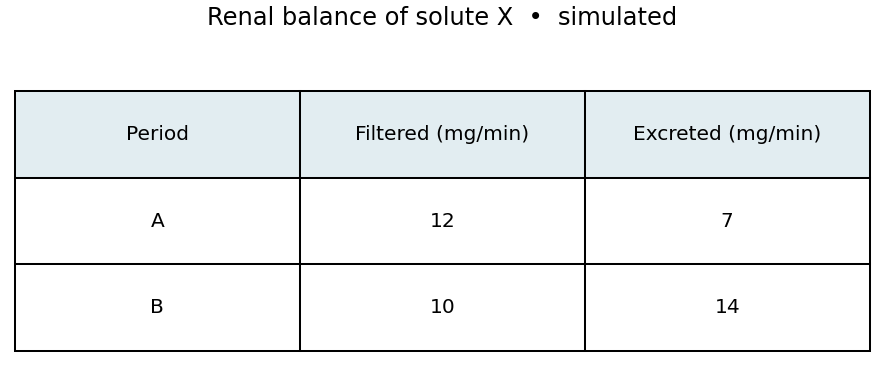 Renal balance of solute X • simulated
Period Filtered (mg/min) Excreted (mg/min)
A 12 7
B 10 14